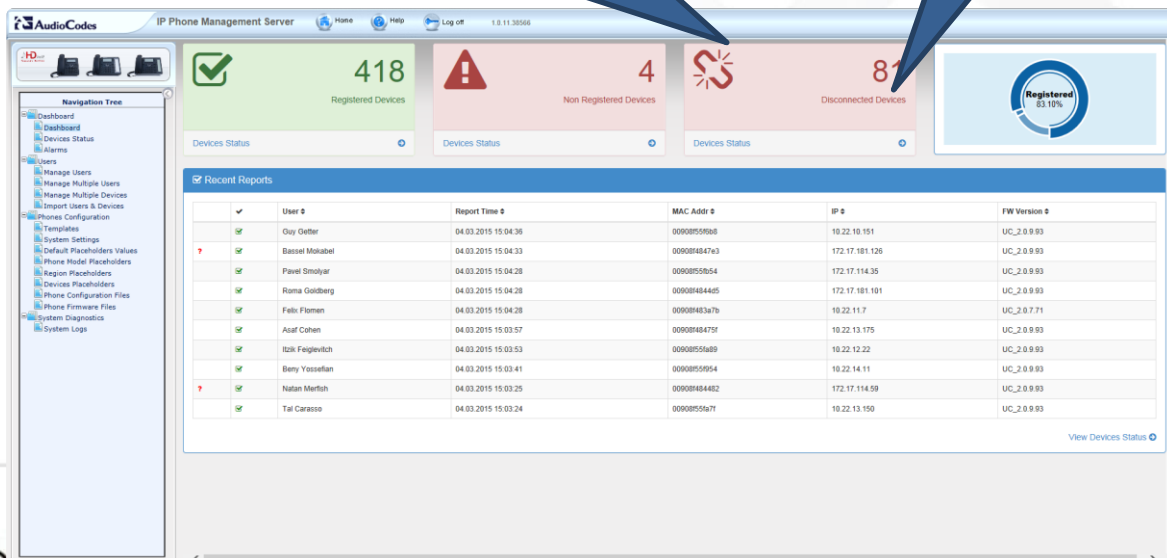 AudioCodes IP Phone Management Server Home Help Log off 1.0.11.38566
HD
Navigation Tree
Dashboard
Dashboard
Devices Status
Alarms
Users
Manage Users
Manage Multiple Users
Manage Multiple Devices
Import Users & Devices
Phones Configuration
Templates
System Settings
Default Placeholders Values
Phone Model Placeholders
Region Placeholders
Devices Placeholders
Phone Configuration Files
Phone Firmware Files
System Diagnostics
System Logs
418
Registered Devices
Devices Status
4
Non Registered Devices
Devices Status
81
Disconnected Devices
Devices Status
Registered
83.10%
Recent Reports
User Report Time MAC Addr IP FW Version
Guy Getter 04.03.2015 15:04:36 00908f55f6b8 10.22.10.151 UC_2.0.9.93
? Bassel Mokabel 04.03.2015 15:04:33 00908f4847e3 172.17.181.126 UC_2.0.9.93
Pavel Smolyar 04.03.2015 15:04:28 00908f55fb54 172.17.114.35 UC_2.0.9.93
Roma Goldberg 04.03.2015 15:04:28 00908f4844d5 172.17.181.101 UC_2.0.9.93
Felix Flomen 04.03.2015 15:04:28 00908f483a7b 10.22.11.7 UC_2.0.7.71
Asaf Cohen 04.03.2015 15:03:57 00908f48475f 10.22.13.175 UC_2.0.9.93
Itzik Feiglevitch 04.03.2015 15:03:53 00908f55fa89 10.22.12.22 UC_2.0.9.93
Beny Yossefian 04.03.2015 15:03:41 00908f55f954 10.22.14.11 UC_2.0.9.93
? Natan Merfish 04.03.2015 15:03:25 00908f484482 172.17.114.59 UC_2.0.9.93
Tal Carasso 04.03.2015 15:03:24 00908f55fa7f 10.22.13.150 UC_2.0.9.93
View Devices Status